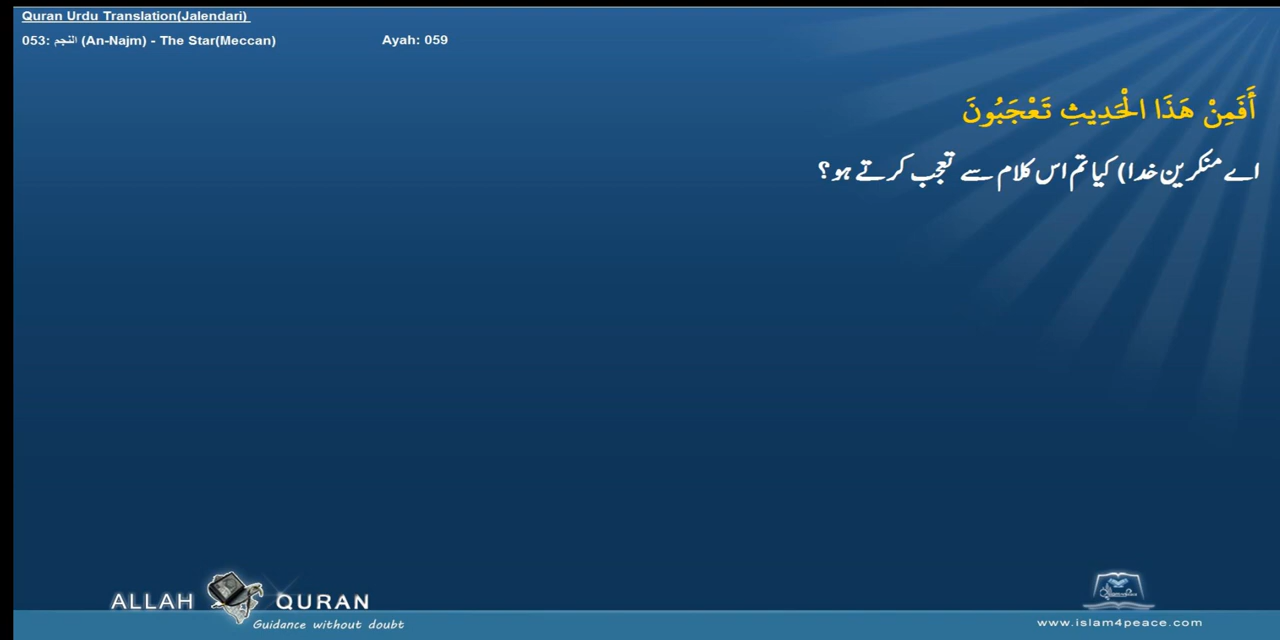 Quran Urdu Translation(Jalendari)
053: النجم (An-Najm) - The Star(Meccan) Ayah: 059
أَفَمِنْ هَذَا الْحَدِيثِ تَعْجَبُونَ
اے منکرین خدا) کیا تم اس کلام سے تعجب کرتے ہو؟
ALLAH QURAN
Guidance without doubt
www.islam4peace.com